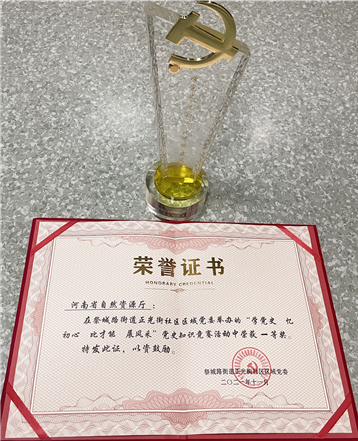 荣誉证书
HONORARY CREDENTIAL
河南省自然资源厅：
在祭城路街道正光街社区区域党委举办的“学党史 忆
初心 比才能 展风采”党史知识竞赛活动中荣获一等奖。
特发此证，以资鼓励。
祭城路街道正光街社区区域党委
二〇二一年十一月